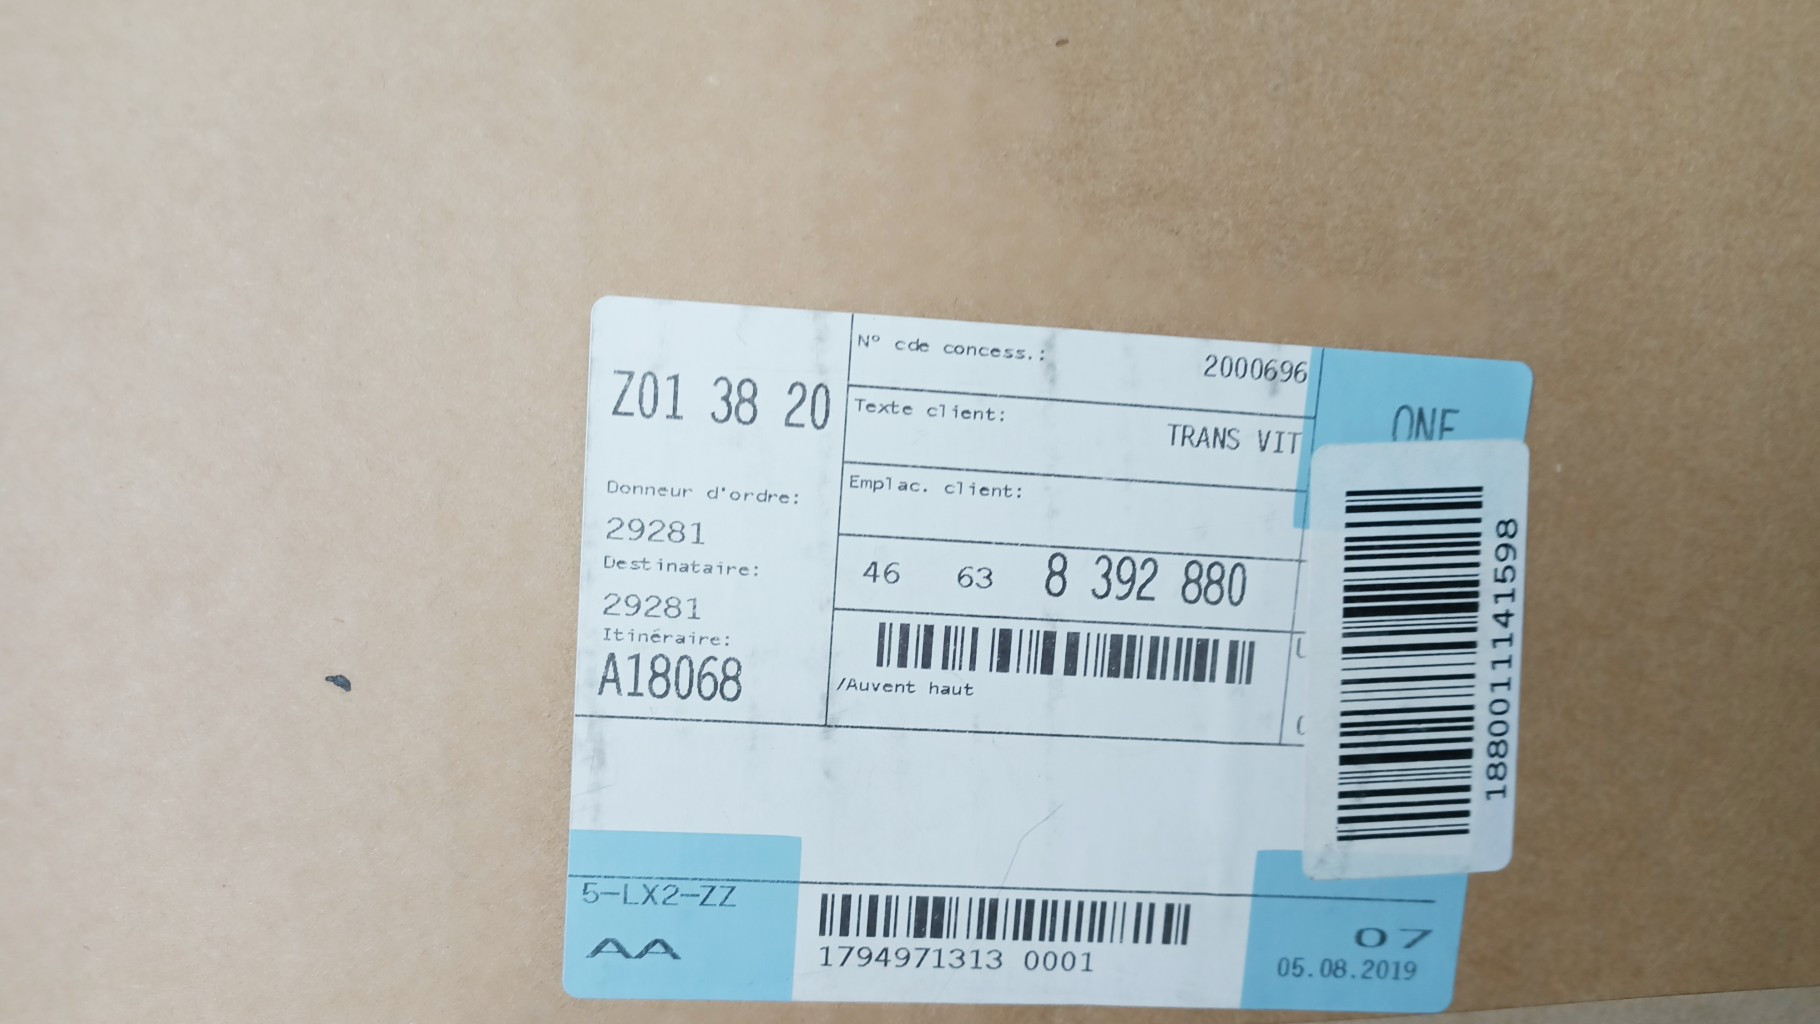 Z01 38 20
Donneur d'ordre:
29281
Destinataire:
29281
Itinéraire:
A18068
N° cde concess.:
2000696
Texte client:
TRANS VIT
Emplac. client:
46 63 8 392 880
/Auvent haut
ONE
18800111141598
5-LX2-ZZ
AA
1794971313 0001
07
05.08.2019